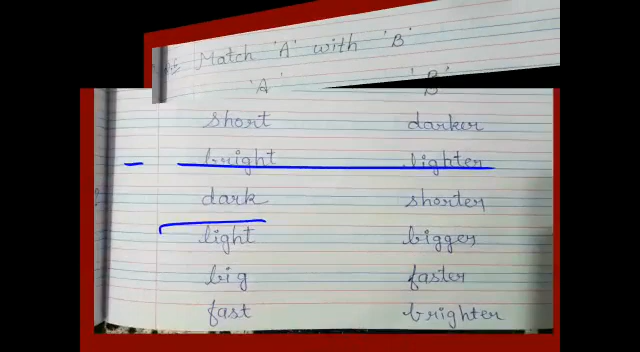 Match 'A' with 'B'
'A' 'B'
short darker
bright lighter
dark shorter
light bigger
big faster
fast brighter